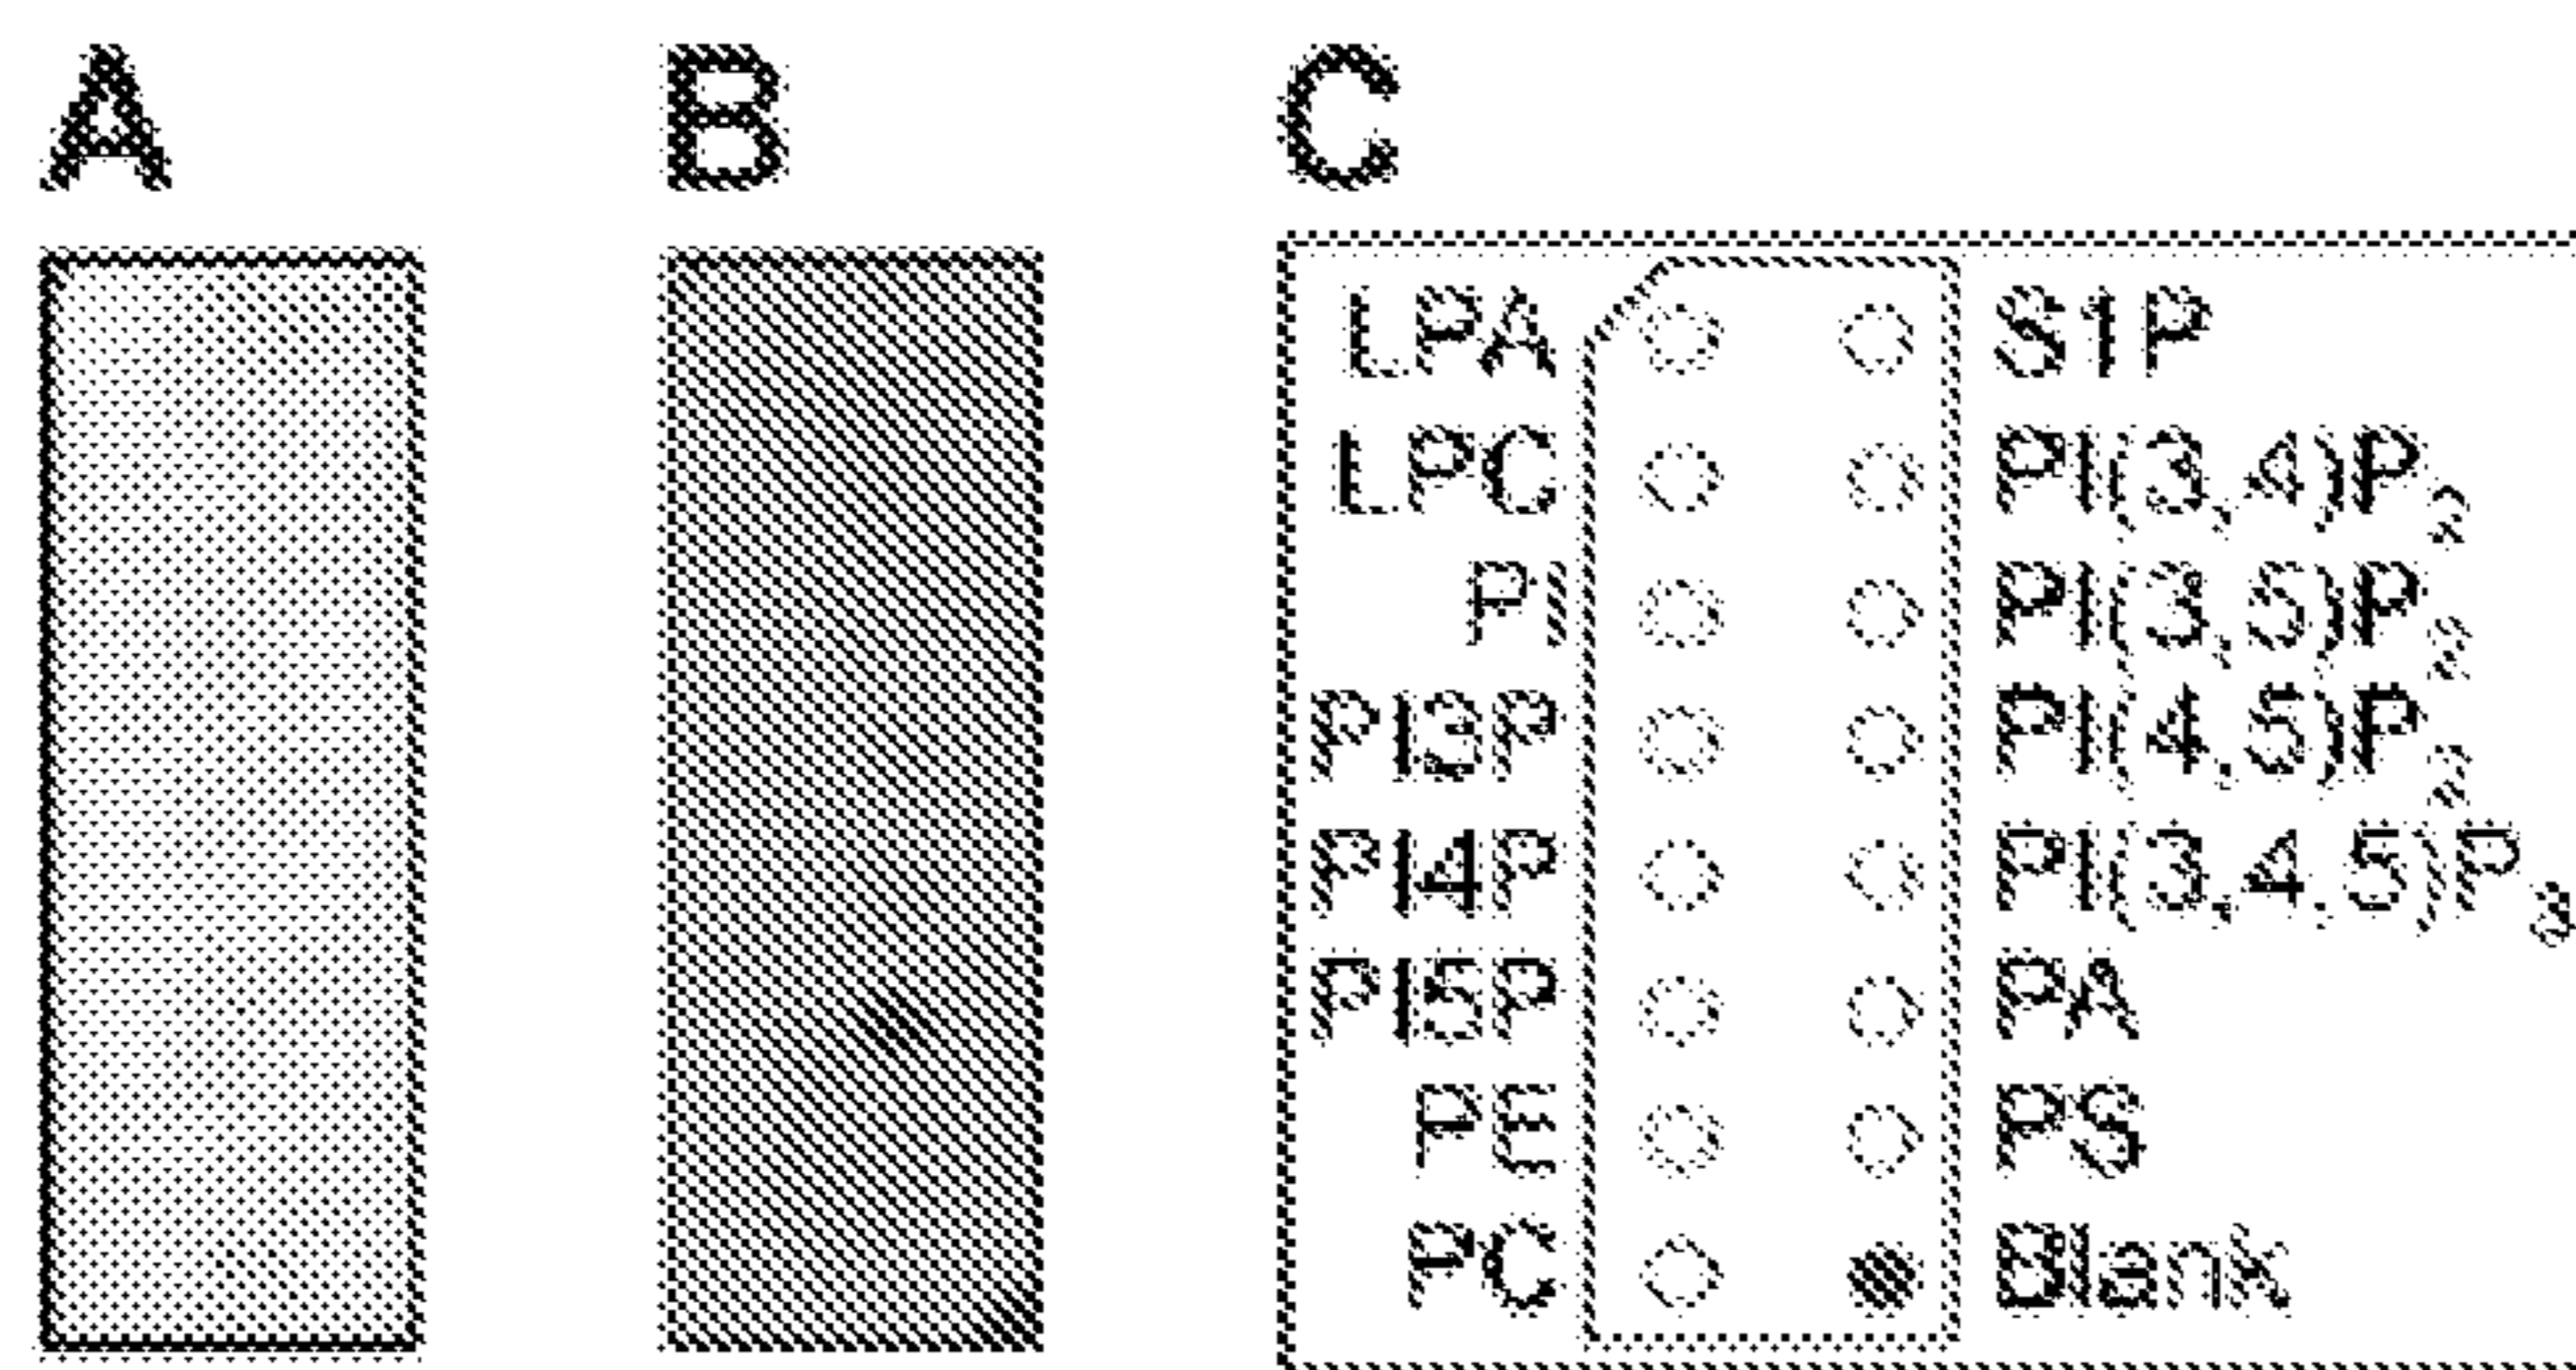 A B C
LPA S1P
LPC PI(3,4)P2
PI PI(3,5)P2
PI3P PI(4,5)P2
PI4P PI(3,4,5)P3
PI5P PA
PE PS
PC Blank